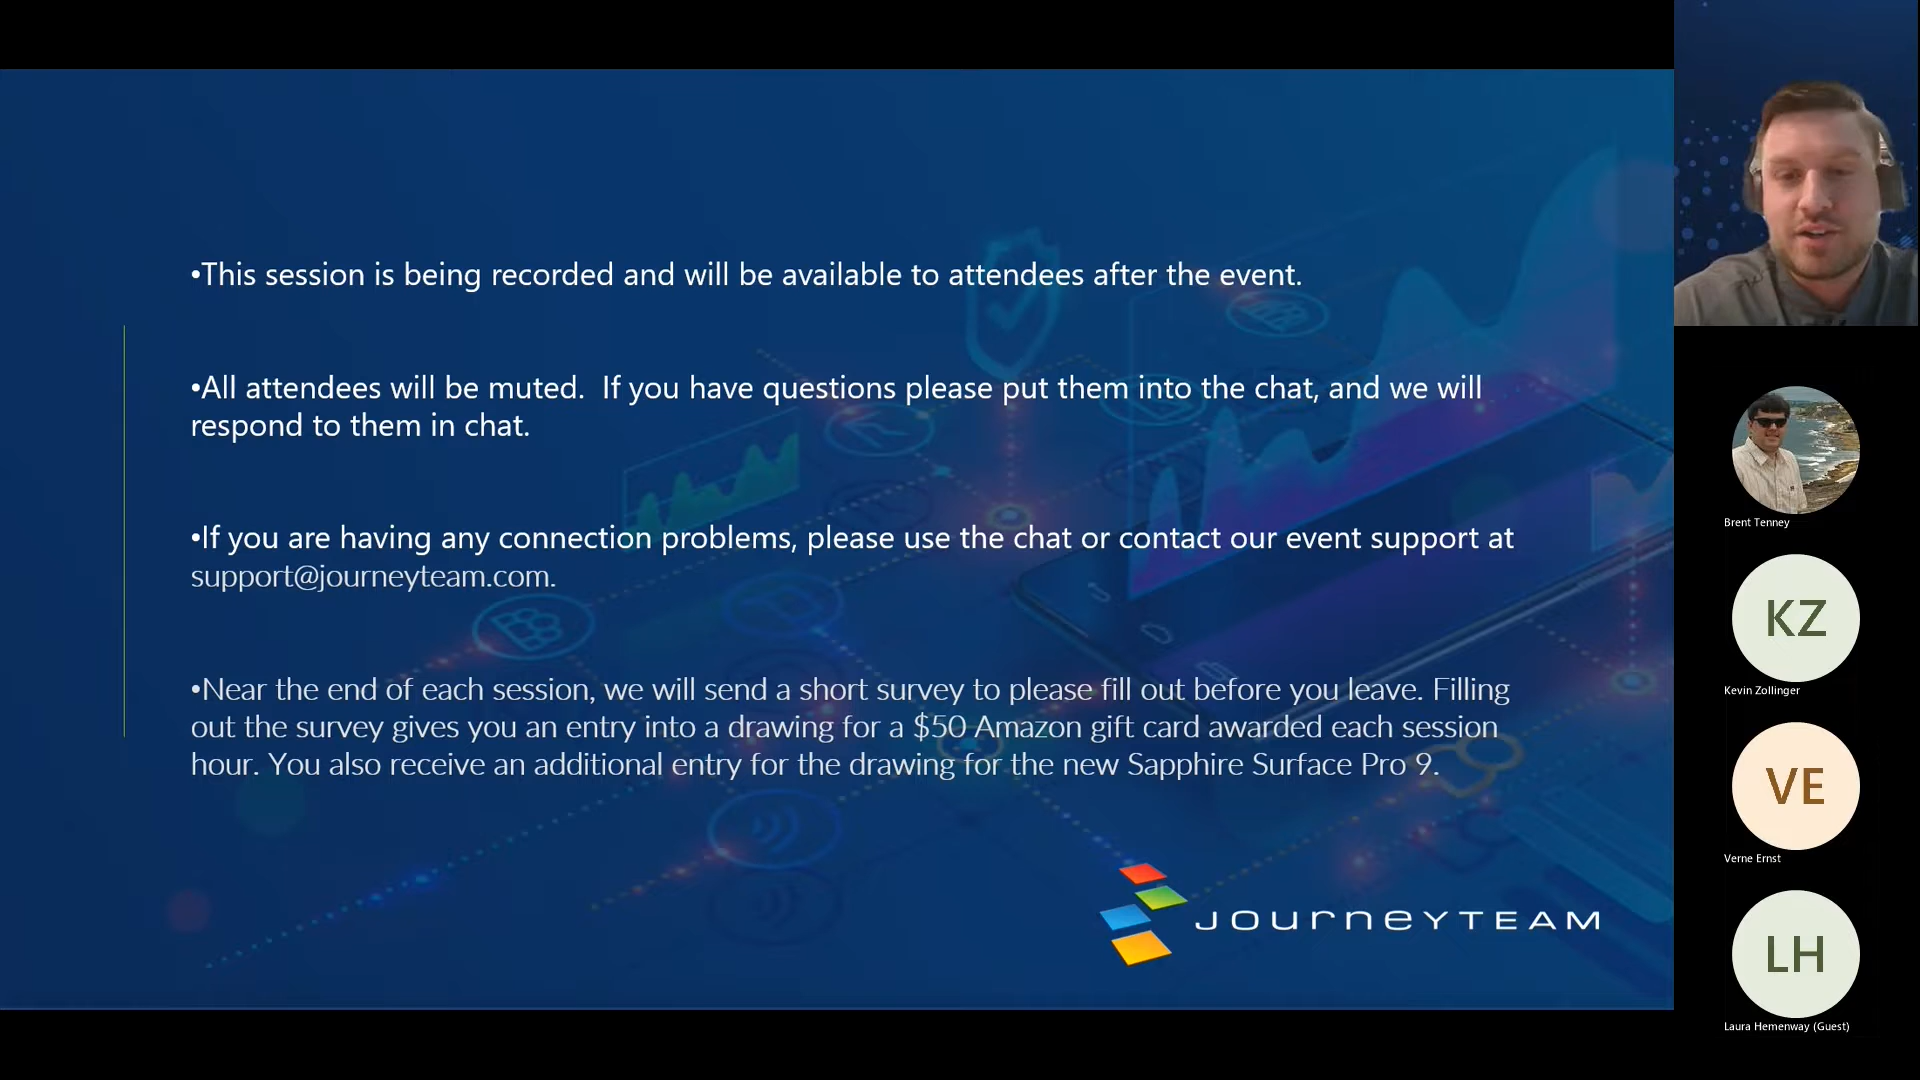 •This session is being recorded and will be available to attendees after the event.
•All attendees will be muted.  If you have questions please put them into the chat, and we will
respond to them in chat.
•If you are having any connection problems, please use the chat or contact our event support at
support@journeyteam.com.
•Near the end of each session, we will send a short survey to please fill out before you leave. Filling
out the survey gives you an entry into a drawing for a $50 Amazon gift card awarded each session
hour. You also receive an additional entry for the drawing for the new Sapphire Surface Pro 9.
JOURNEYTEAM
Brent Tenney
KZ
Kevin Zollinger
VE
Verne Ernst
LH
Laura Hemenway (Guest)